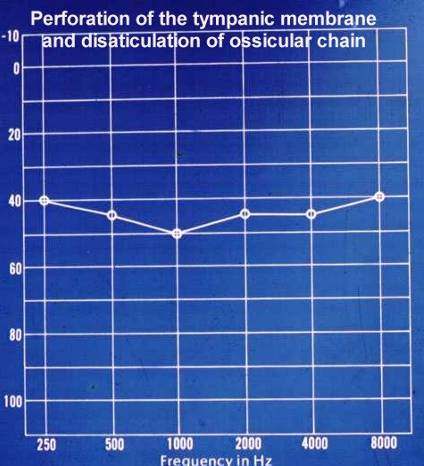 Perforation of the tympanic membrane
and disaticulation of ossicular chain
-10
0
20
40
60
80
100
250 500 1000 2000 4000 8000
Frequency in Hz